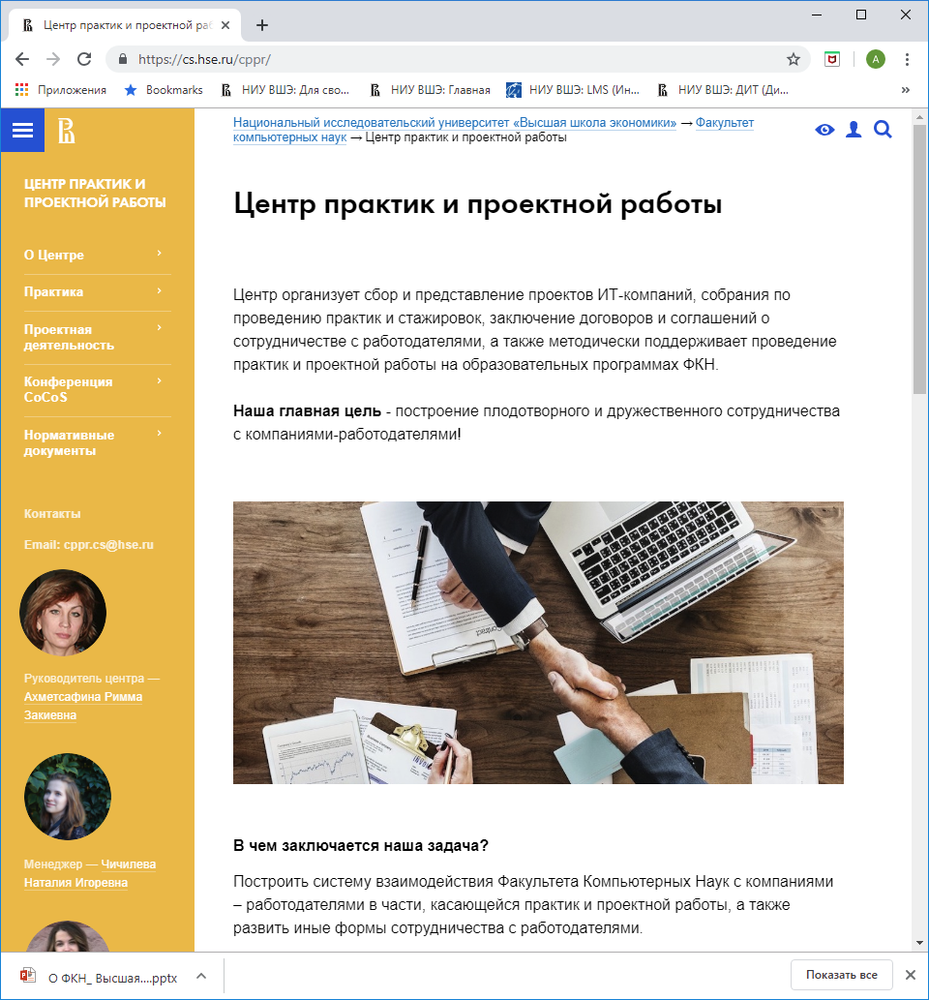 Центр практик и проектной раб
https://cs.hse.ru/cppr/
A
Приложения
Bookmarks
НИУ ВШЭ: Для сво...
НИУ ВШЭ: Главная
НИУ ВШЭ: LMS (Ин...
НИУ ВШЭ: ДИТ (Ди...
»
Национальный исследовательский университет «Высшая школа экономики» → Факультет
компьютерных наук → Центр практик и проектной работы
ЦЕНТР ПРАКТИК И
ПРОЕКТНОЙ РАБОТЫ
О Центре
Практика
Проектная
деятельность
Конференция
CoCoS
Нормативные
документы
Контакты
Email: cppr.cs@hse.ru
Руководитель центра —
Ахметсафина Римма
Закиевна
Менеджер — Чичилева
Наталия Игоревна
Центр практик и проектной работы
Центр организует сбор и представление проектов ИТ-компаний, собрания по
проведению практик и стажировок, заключение договоров и соглашений о
сотрудничестве с работодателями, а также методически поддерживает проведение
практик и проектной работы на образовательных программах ФКН.
Наша главная цель - построение плодотворного и дружественного сотрудничества
с компаниями-работодателями!
Contract
INVOICE
В чем заключается наша задача?
Построить систему взаимодействия Факультета Компьютерных Наук с компаниями
– работодателями в части, касающейся практик и проектной работы, а также
развить иные формы сотрудничества с работодателями.
О ФКН_ Высшая....pptx
Показать все